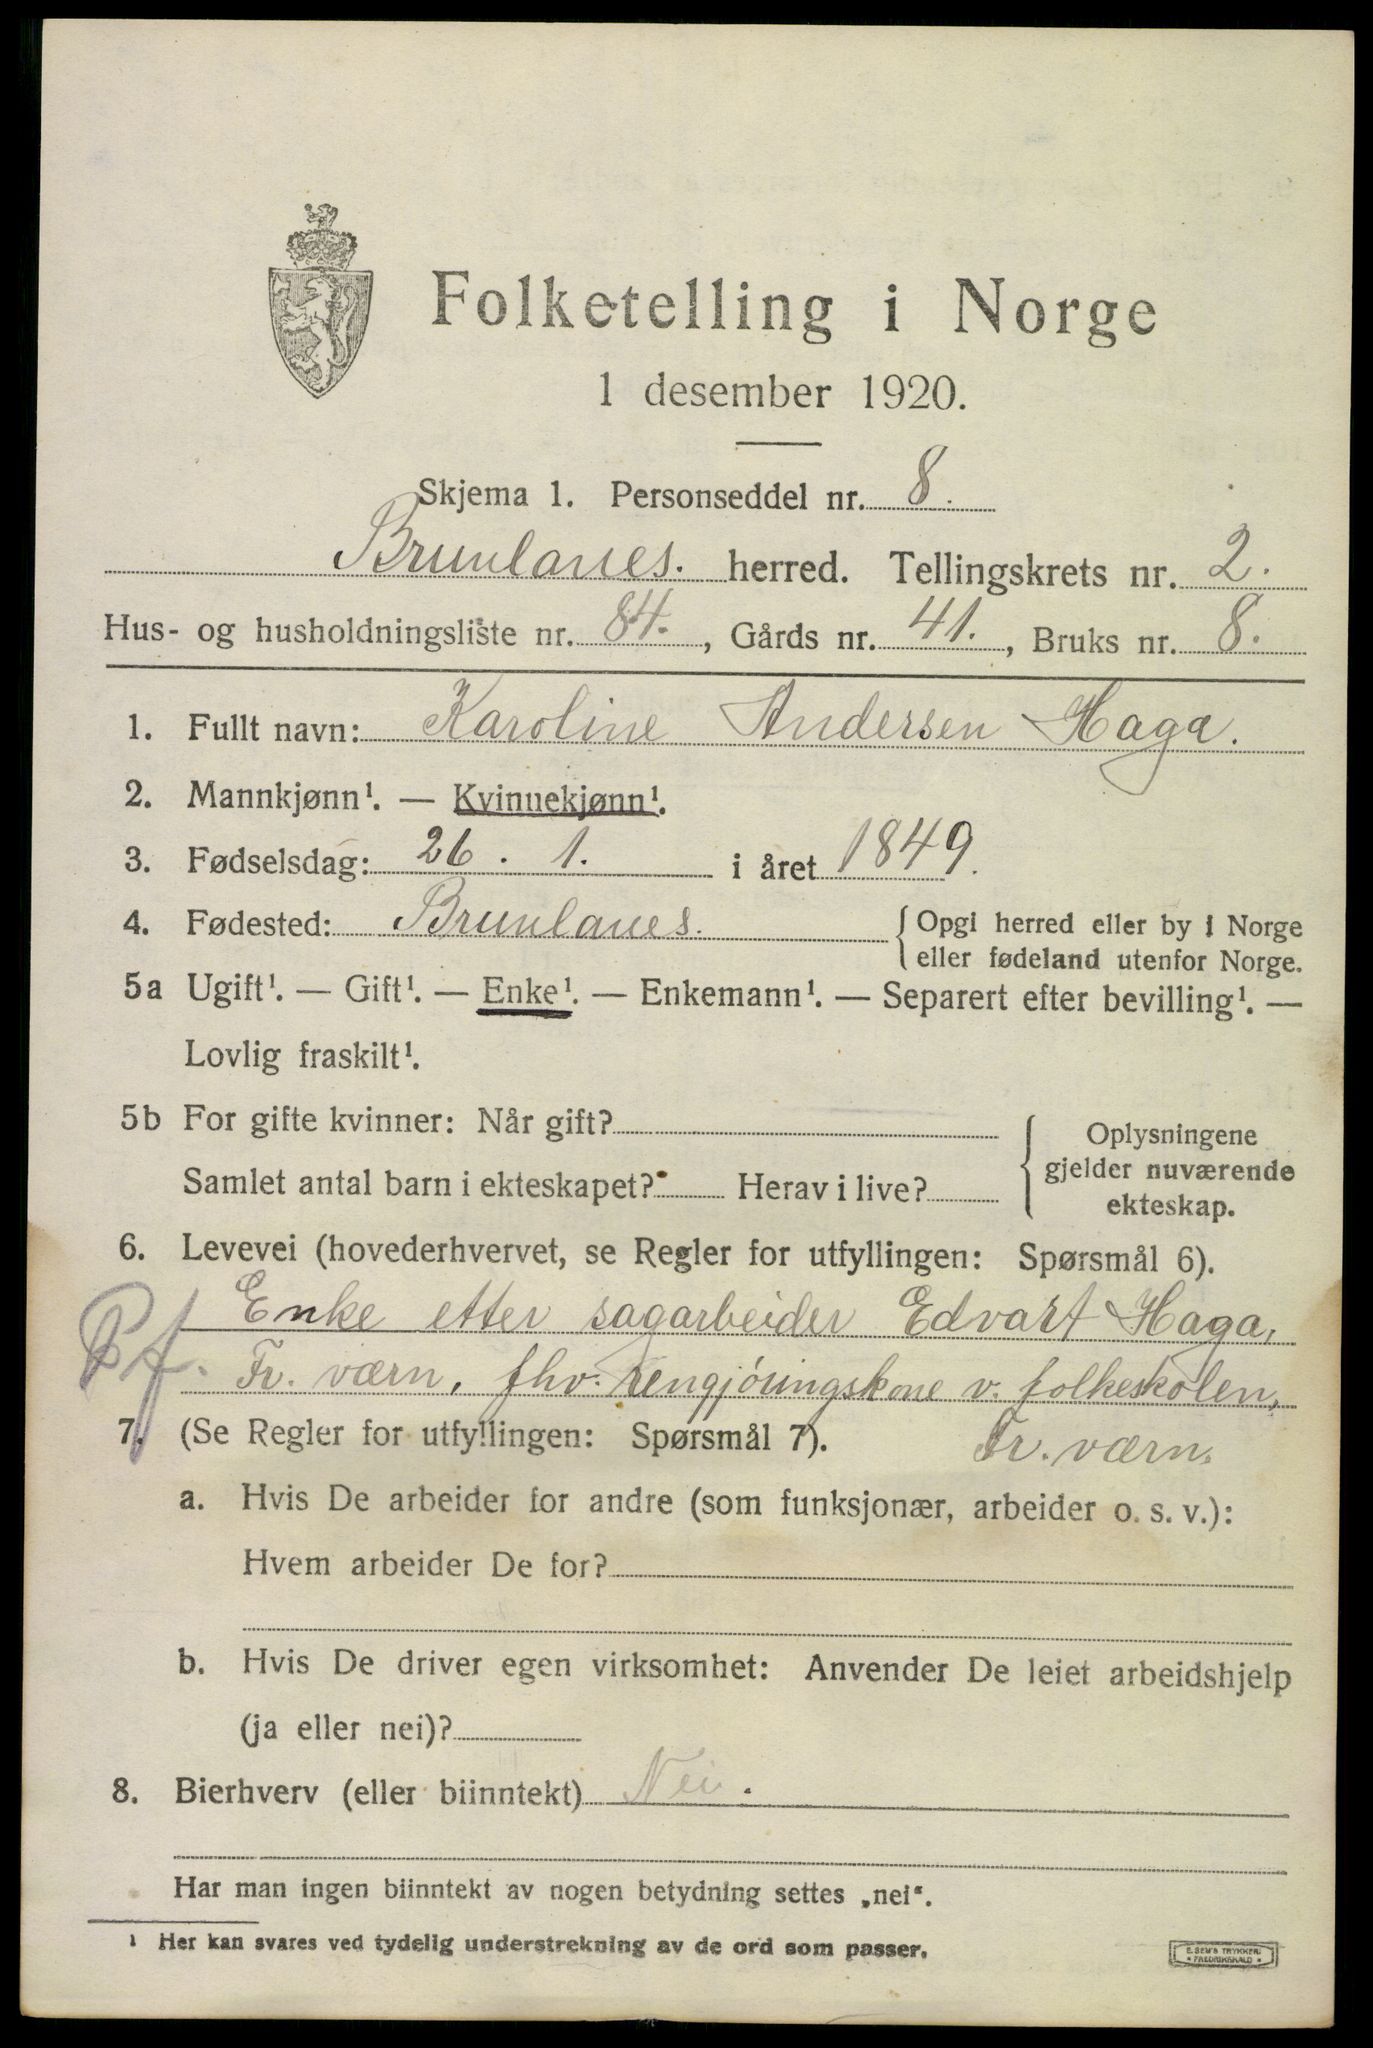 Folketelling i Norge
1 desember 1920.
Skjema 1. Personseddel nr. 8.
Brunlanes. herred. Tellingskrets nr. 2.
Hus- og husholdningsliste nr. 84., Gårds nr. 41., Bruks nr. 8.
1. Fullt navn: Karoline Andersen Haga.
2. Mannkjønn¹. — Kvinnekjønn¹.
3. Fødselsdag: 26. 1. i året 1849.
4. Fødested: Brunlanes. { Opgi herred eller by i Norge
eller fødeland utenfor Norge.
5a Ugift¹. — Gift¹. — Enke¹. — Enkemann¹. — Separert efter bevilling¹. —
Lovlig fraskilt¹.
5b For gifte kvinner: Når gift?
Samlet antal barn i ekteskapet? Herav i live?
{ Oplysningene
gjelder nuværende
ekteskap.
6. Levevei (hovederhvervet, se Regler for utfyllingen: Spørsmål 6).
Enke etter sagarbeider Edvart Haga,
Fr. værn, fhv. rengjöringskone v. folkeskolen,
Fr. værn.
7. (Se Regler for utfyllingen: Spørsmål 7).
a. Hvis De arbeider for andre (som funksjonær, arbeider o. s. v.):
Hvem arbeider De for?
b. Hvis De driver egen virksomhet: Anvender De leiet arbeidshjelp
(ja eller nei)?
8. Bierhverv (eller biinntekt) Nei.
Har man ingen biinntekt av nogen betydning settes „nei“.
¹ Her kan svares ved tydelig understrekning av de ord som passer.
E. SEM'S TRYKKERI
• FREDRIKSHALD •